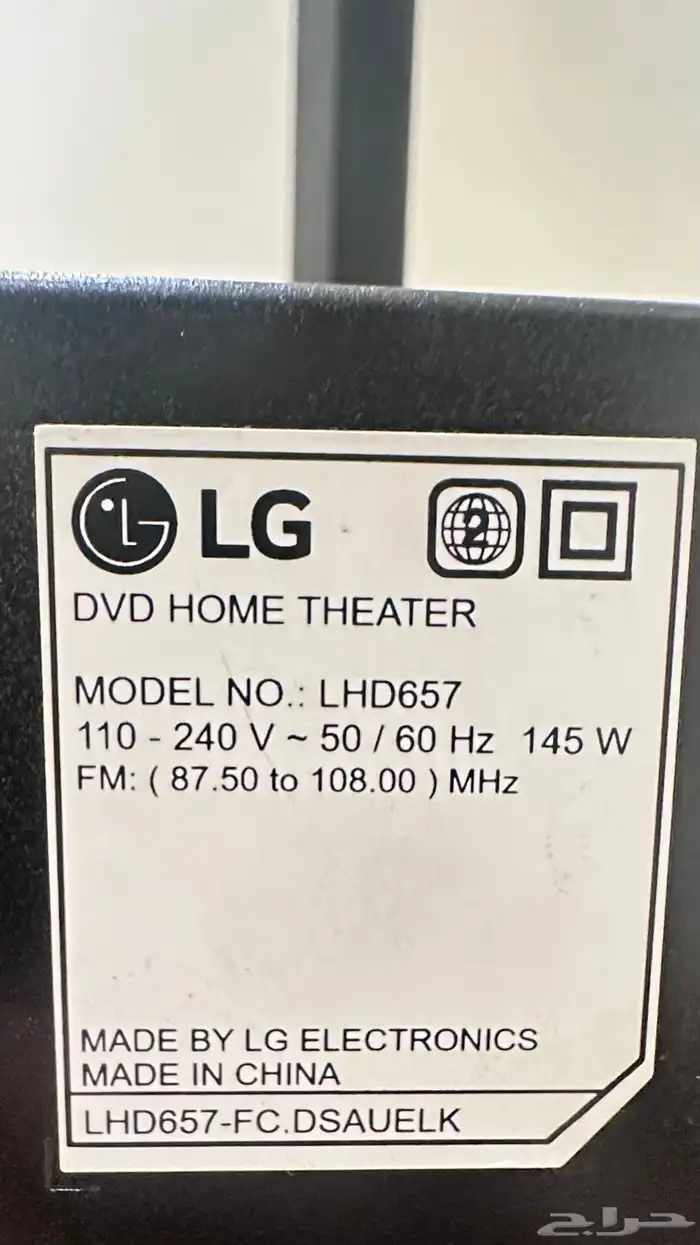 LG 2
DVD HOME THEATER
MODEL NO.: LHD657
110 - 240 V ~ 50 / 60 Hz 145 W
FM: ( 87.50 to 108.00 ) MHz
MADE BY LG ELECTRONICS
MADE IN CHINA
LHD657-FC.DSAUELK
حراج